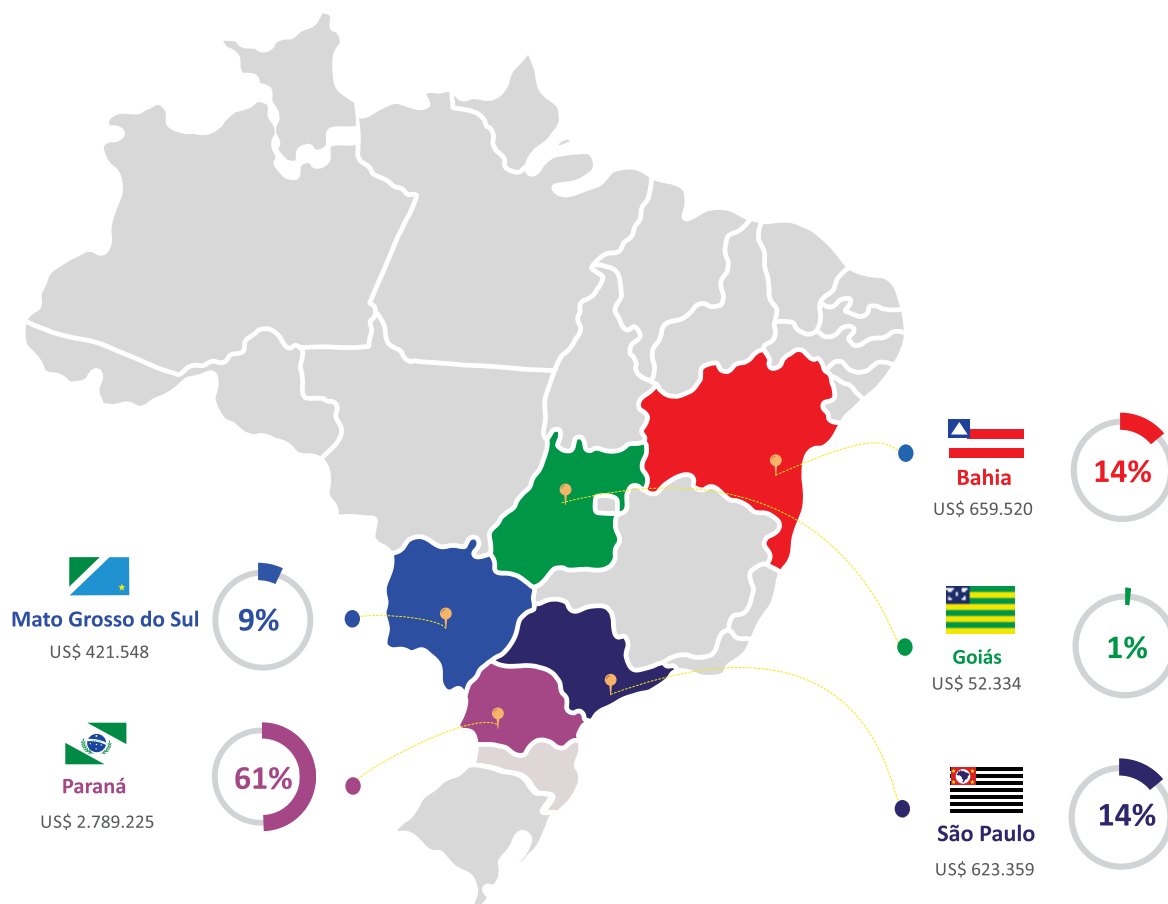 Mato Grosso do Sul
US$ 421.548
9%
Paraná
US$ 2.789.225
61%
Bahia
US$ 659.520
14%
Goiás
US$ 52.334
1%
São Paulo
US$ 623.359
14%